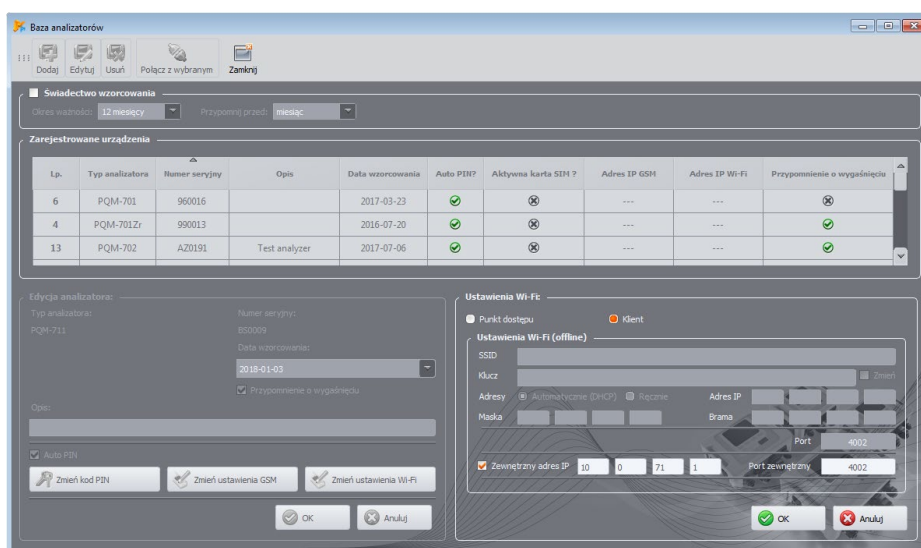 Baza analizatorów
Dodaj Edytuj Usuń Połącz z wybranym Zamknij
Świadectwo wzorcowania
Okres ważności: 12 miesięcy Przypomnij przed: miesiąc
Zarejestrowane urządzenia
Lp. Typ analizatora Numer seryjny Opis Data wzorcowania Auto PIN? Aktywna karta SIM ? Adres IP GSM Adres IP Wi-Fi Przypomnienie o wygaśnięciu
6 PQM-701 960016 2017-03-23 --- ---
4 PQM-701Zr 990013 2016-07-20 --- ---
13 PQM-702 AZ0191 Test analyzer 2017-07-06 --- ---
Edycja analizatora:
Typ analizatora: Numer seryjny:
PQM-711 BS0009
Data wzorcowania:
2018-01-03
Przypomnienie o wygaśnięciu
Opis:
Auto PIN
Zmień kod PIN Zmień ustawienia GSM Zmień ustawienia Wi-Fi
OK Anuluj
Ustawienia Wi-Fi:
Punkt dostępu Klient
Ustawienia Wi-Fi (offline)
SSID
Klucz Zmień
Adresy Automatycznie (DHCP) Ręcznie Adres IP
Maska Brama
Port 4002
Zewnętrzny adres IP 10 0 71 1 Port zewnętrzny 4002
OK Anuluj